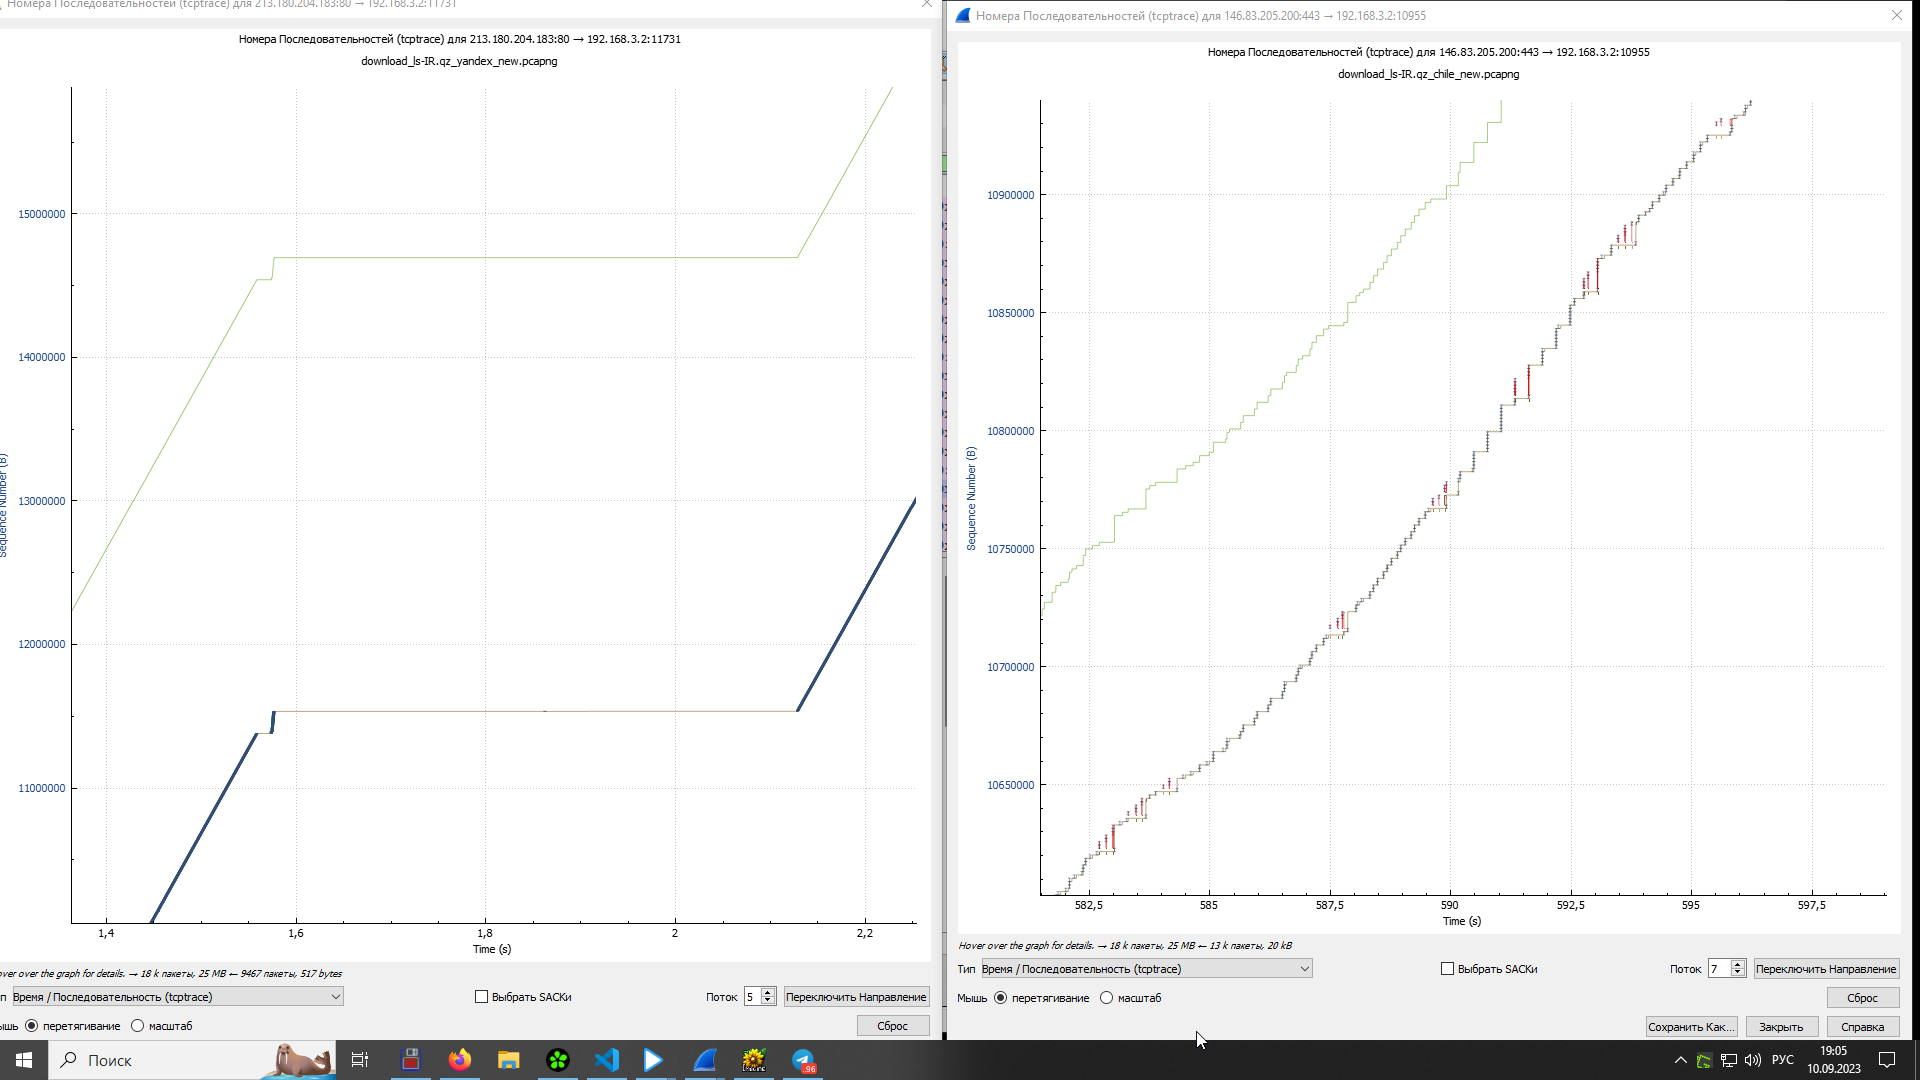 Номера Последовательностей (tcptrace) для 213.180.204.183:80 → 192.168.3.2:11731
Номера Последовательностей (tcptrace) для 213.180.204.183:80 → 192.168.3.2:11731
download_ls-IR.qz_yandex_new.pcapng
15000000
14000000
13000000
12000000
11000000
Sequence Number (B)
1,4
1,6
1,8
2
2,2
Time (s)
over over the graph for details. → 18 k пакеты, 25 MB ← 9467 пакеты, 517 bytes
п Время / Последовательность (tcptrace)
Выбрать SACKи
Поток 5
Переключить Направление
ышь перетягивание масштаб
Сброс
Номера Последовательностей (tcptrace) для 146.83.205.200:443 → 192.168.3.2:10955
Номера Последовательностей (tcptrace) для 146.83.205.200:443 → 192.168.3.2:10955
download_ls-IR.qz_chile_new.pcapng
10900000
10850000
10800000
10750000
10700000
10650000
Sequence Number (B)
582,5
585
587,5
590
592,5
595
597,5
Time (s)
Hover over the graph for details. → 18 k пакеты, 25 MB ← 13 k пакеты, 20 kB
Тип Время / Последовательность (tcptrace)
Выбрать SACKи
Поток 7
Переключить Направление
Мышь перетягивание масштаб
Сброс
Сохранить Как...
Закрыть
Справка
Поиск
.96
РУС
19:05
10.09.2023